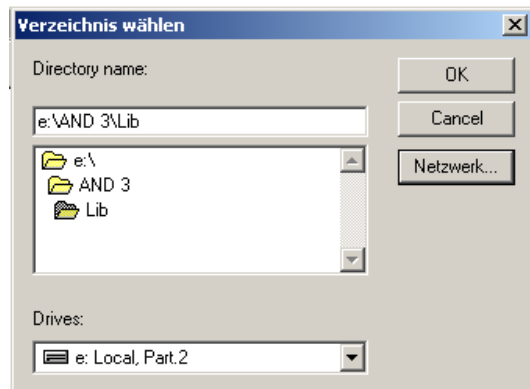 Verzeichnis wählen
Directory name:
OK
e:\AND 3\Lib
Cancel
e:\
AND 3
Lib
Netzwerk...
Drives:
e: Local, Part.2